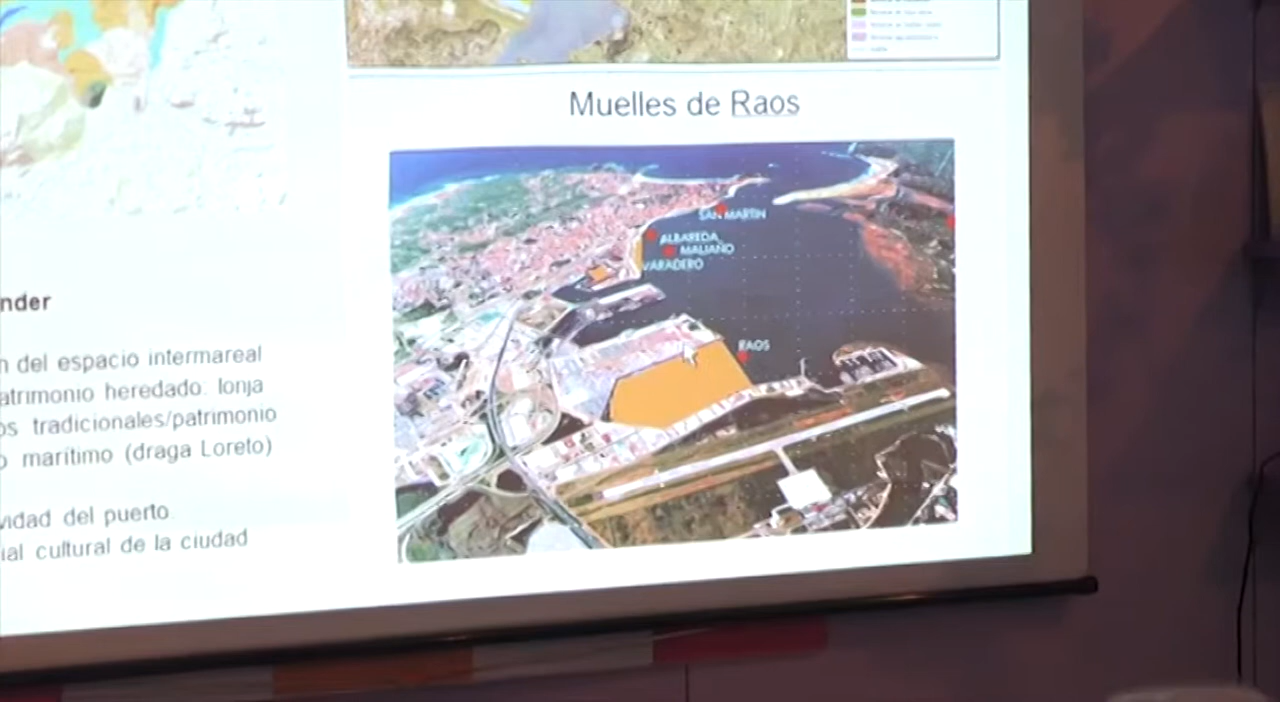 Muelles de Raos
SAN MARTIN
ALBAREDA
MALIAÑO
VARADERO
RAOS
nder
n del espacio intermareal
atrimonio heredado. lonja
os tradicionales/patrimonio
o marítimo (draga Loreto)
vidad del puerto
ial cultural de la ciudad